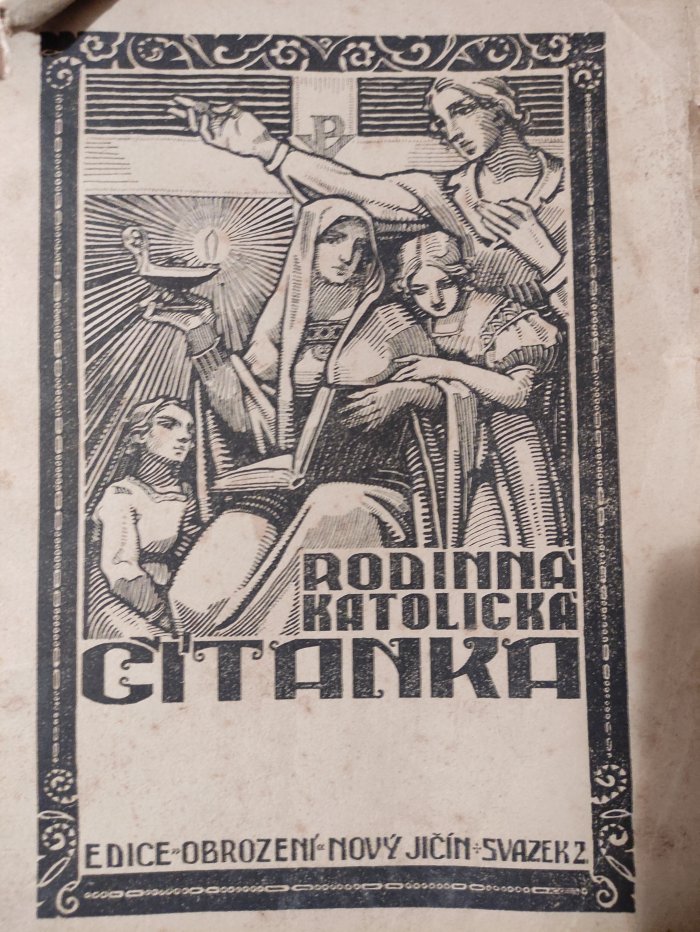 RODINNÁ
KATOLICKÁ
ČÍTANKA
EDICE »OBROZENÍ« NOVÝ JIČÍN ÷ SVAZEK 2.